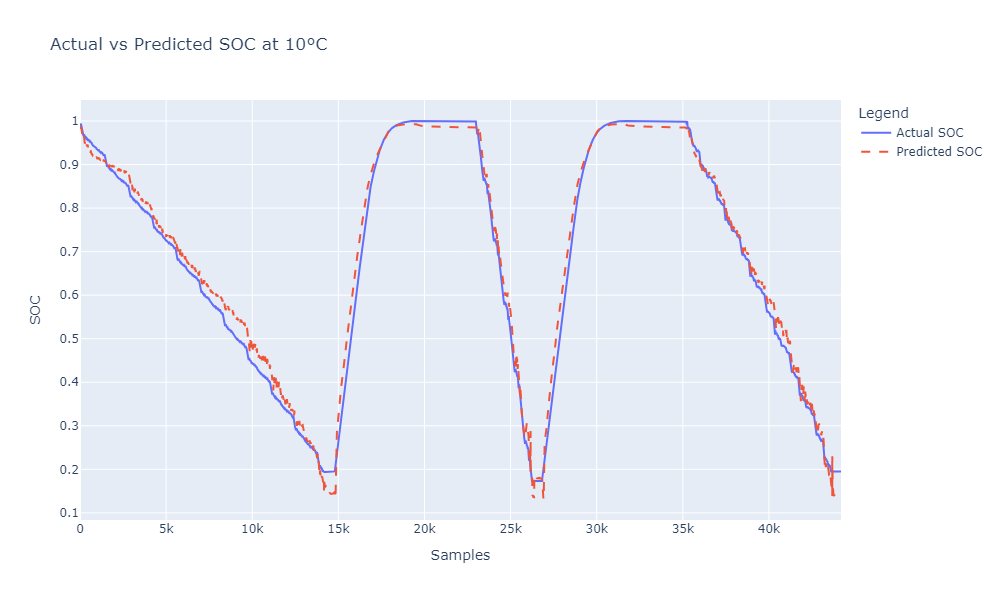 Actual vs Predicted SOC at 10°C
Legend
Actual SOC
Predicted SOC
SOC
1
0.9
0.8
0.7
0.6
0.5
0.4
0.3
0.2
0.1
0 5k 10k 15k 20k 25k 30k 35k 40k
Samples